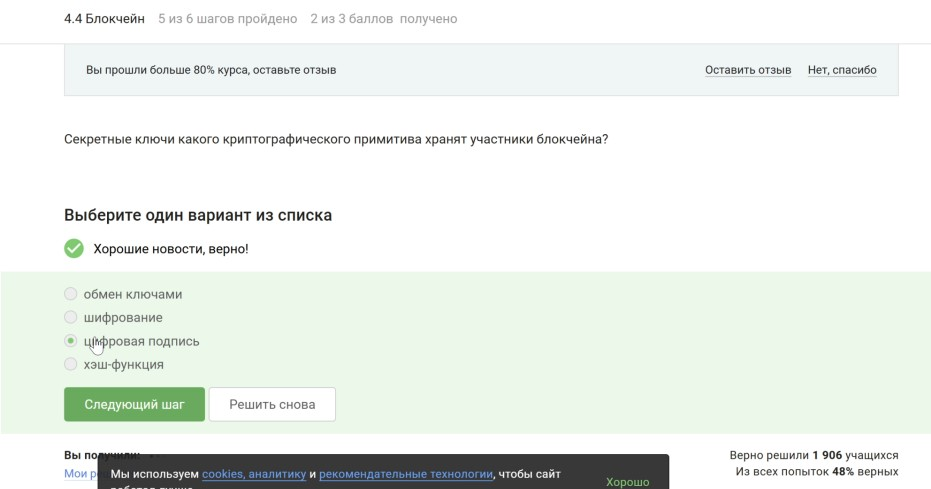 4.4 Блокчейн 5 из 6 шагов пройдено 2 из 3 баллов получено
Вы прошли больше 80% курса, оставьте отзыв Оставить отзыв Нет, спасибо
Секретные ключи какого криптографического примитива хранят участники блокчейна?
Выберите один вариант из списка
Хорошие новости, верно!
обмен ключами
шифрование
цифровая подпись
хэш-функция
Следующий шаг Решить снова
Вы получили:
Верно решили 1 906 учащихся
Мои
Из всех попыток 48% верных
Мы используем cookies, аналитику и рекомендательные технологии, чтобы сайт
Хорошо